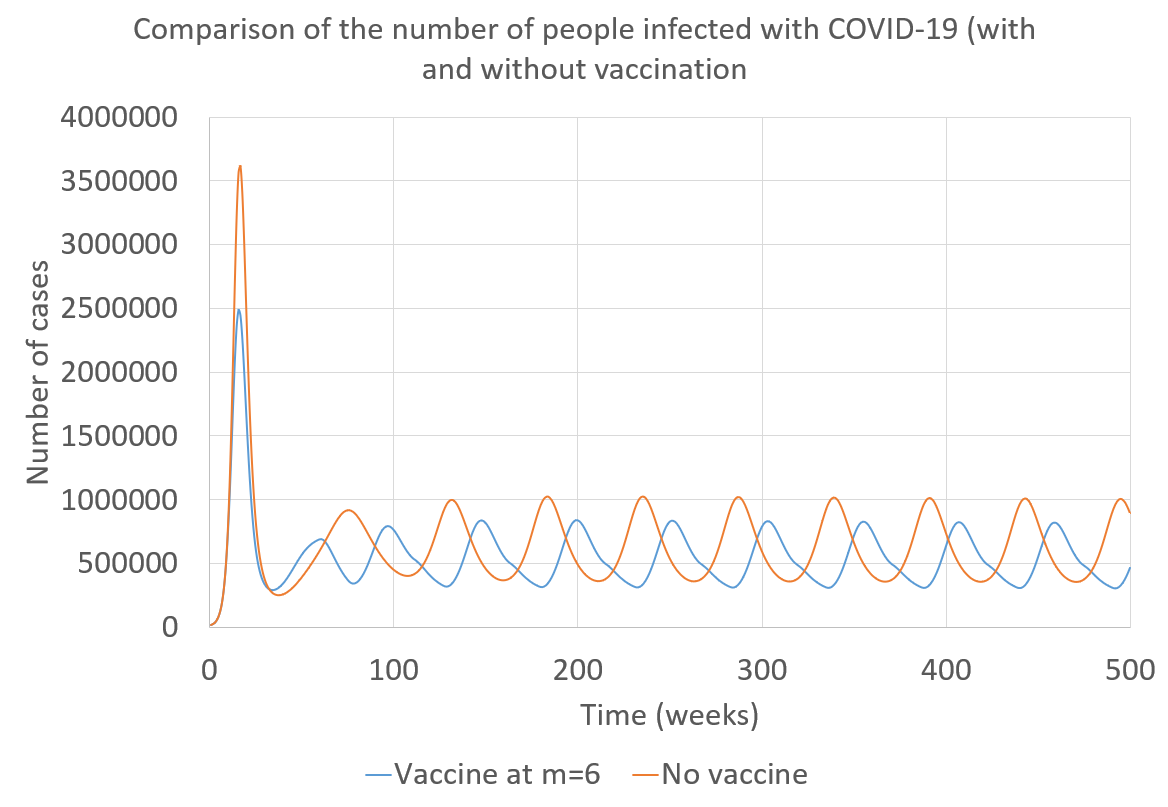 Comparison of the number of people infected with COVID-19 (with
and without vaccination
4000000
3500000
3000000
2500000
2000000
1500000
1000000
500000
0
Number of cases
0 100 200 300 400 500
Time (weeks)
Vaccine at m=6 No vaccine